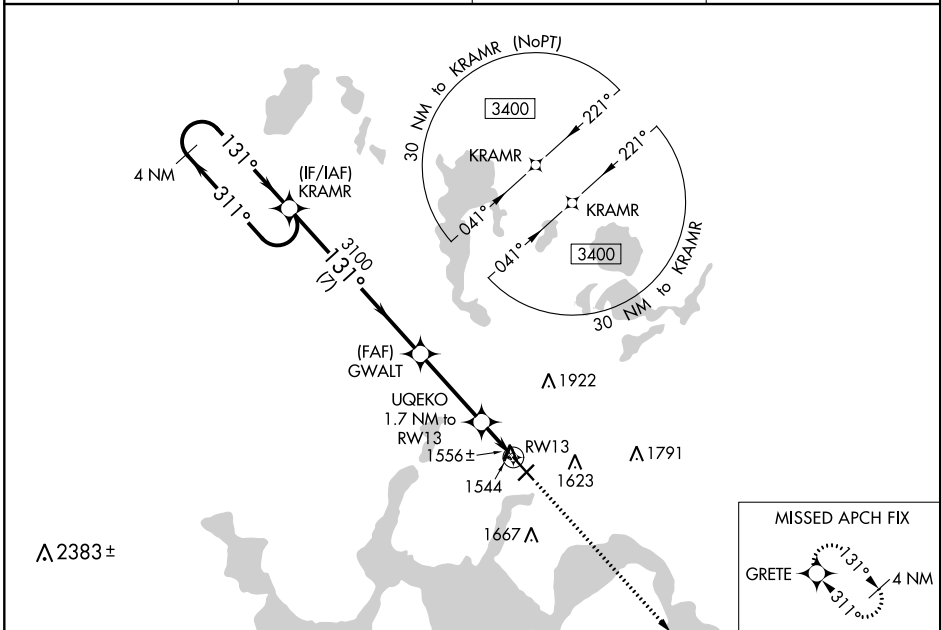 30 NM to KRAMR (NoPT)
3400
221°
KRAMR
041°
221°
KRAMR
041°
3400
30 NM to KRAMR
131°
4 NM
311°
(IF/IAF)
KRAMR
3100
131°
(7)
(FAF)
GWALT
1922
UQEKO
1.7 NM to
RW13
RW13
1556±
1544
1623
1791
1667
2383±
MISSED APCH FIX
131°
GRETE
4 NM
311°